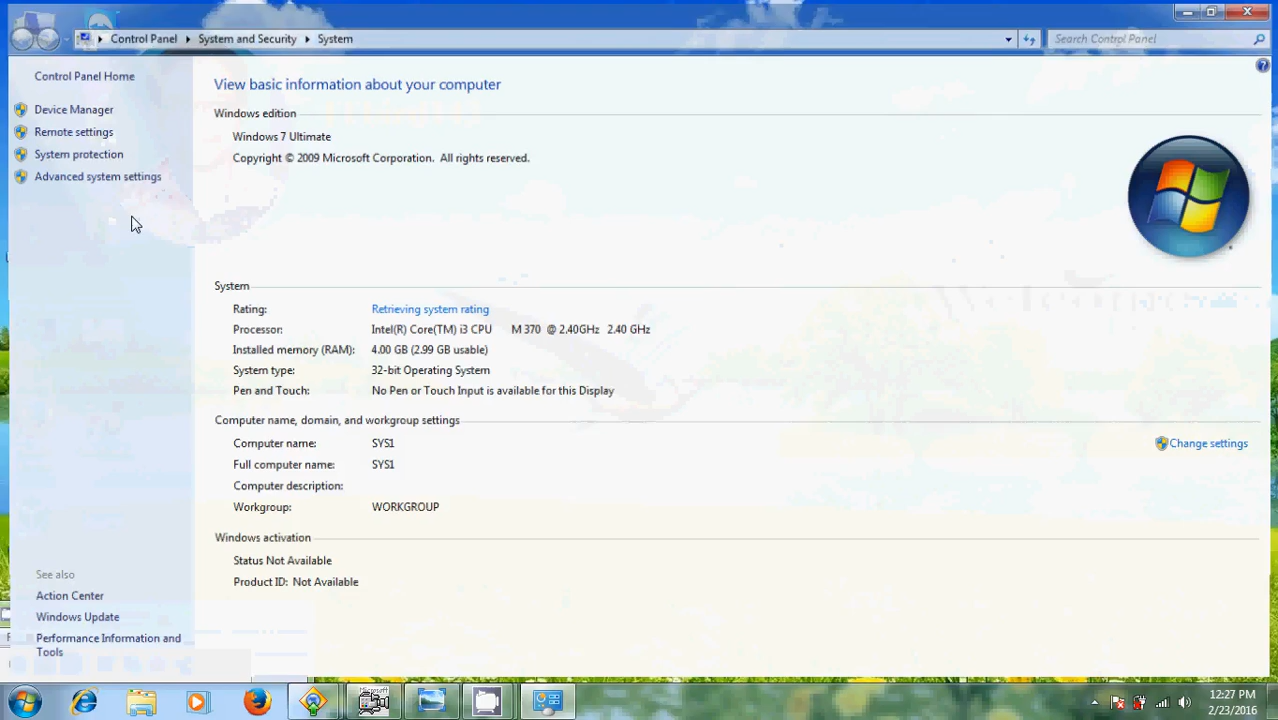 Control Panel System and Security System
Search Control Panel
Control Panel Home
Device Manager
Remote settings
System protection
Advanced system settings
View basic information about your computer
Windows edition
Windows 7 Ultimate
Copyright © 2009 Microsoft Corporation. All rights reserved.
System
Rating: Retrieving system rating
Processor: Intel(R) Core(TM) i3 CPU M 370 @ 2.40GHz 2.40 GHz
Installed memory (RAM): 4.00 GB (2.99 GB usable)
System type: 32-bit Operating System
Pen and Touch: No Pen or Touch Input is available for this Display
Computer name, domain, and workgroup settings
Computer name: SYS1
Change settings
Full computer name: SYS1
Computer description:
Workgroup: WORKGROUP
Windows activation
Status Not Available
Product ID: Not Available
See also
Action Center
Windows Update
Performance Information and
Tools
12:27 PM
2/23/2016